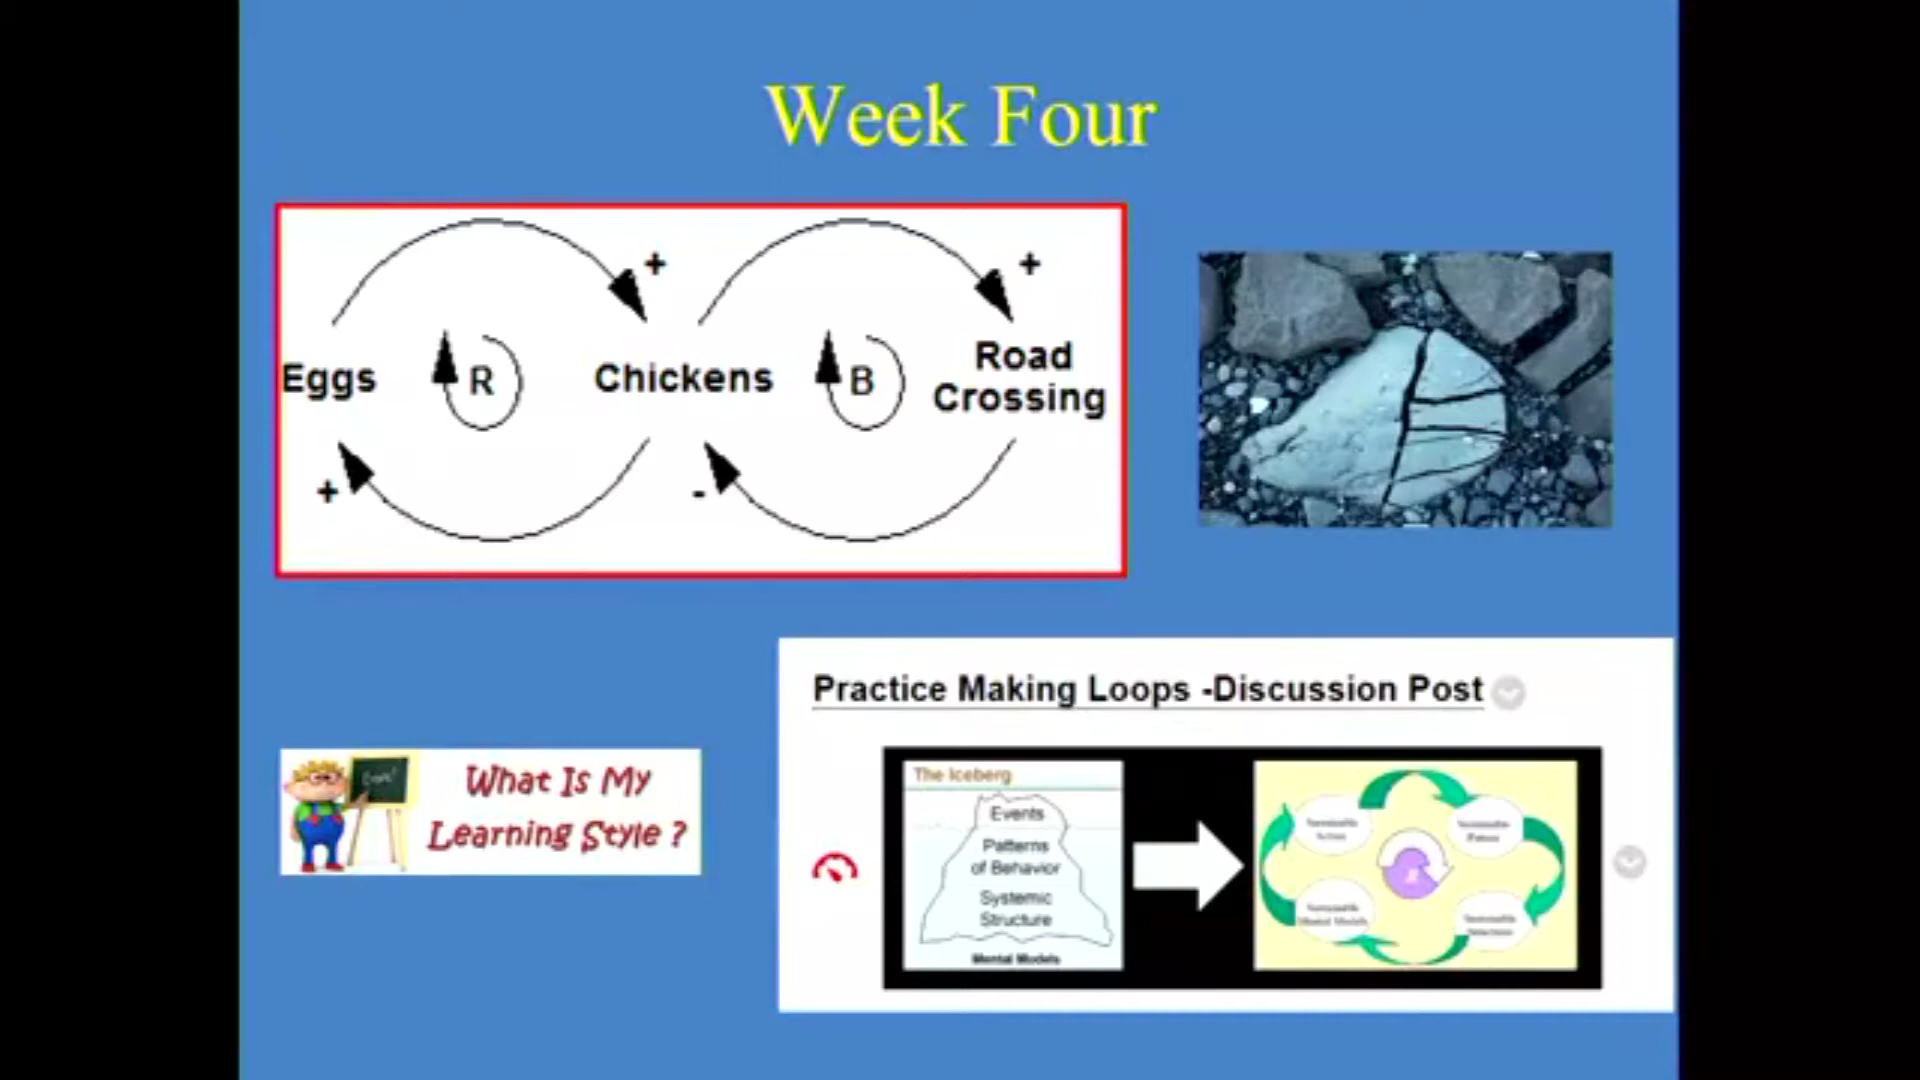 Week Four
+
+
Eggs
R
Chickens
B
Road
Crossing
+
-
Practice Making Loops -Discussion Post
What Is My
Learning Style ?
The Iceberg
Events
Patterns
of Behavior
Systemic
Structure
Mental Models